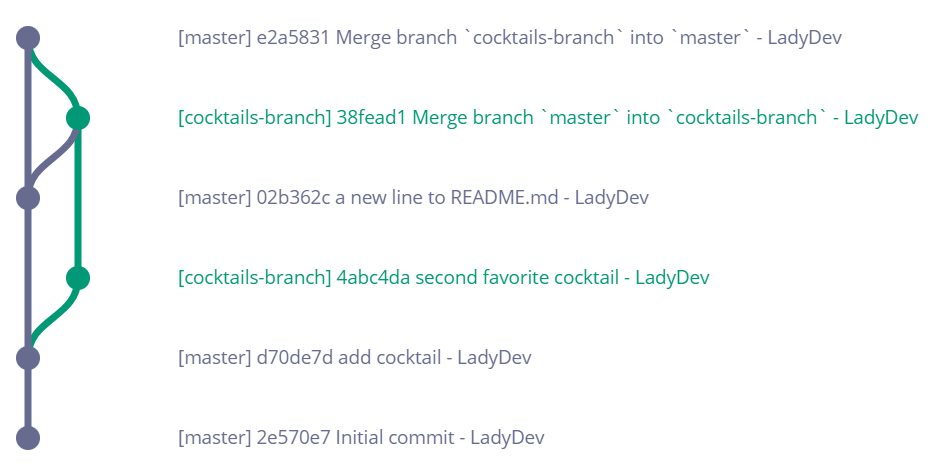 [master] e2a5831 Merge branch `cocktails-branch` into `master` - LadyDev
[cocktails-branch] 38fead1 Merge branch `master` into `cocktails-branch` - LadyDev
[master] 02b362c a new line to README.md - LadyDev
[cocktails-branch] 4abc4da second favorite cocktail - LadyDev
[master] d70de7d add cocktail - LadyDev
[master] 2e570e7 Initial commit - LadyDev